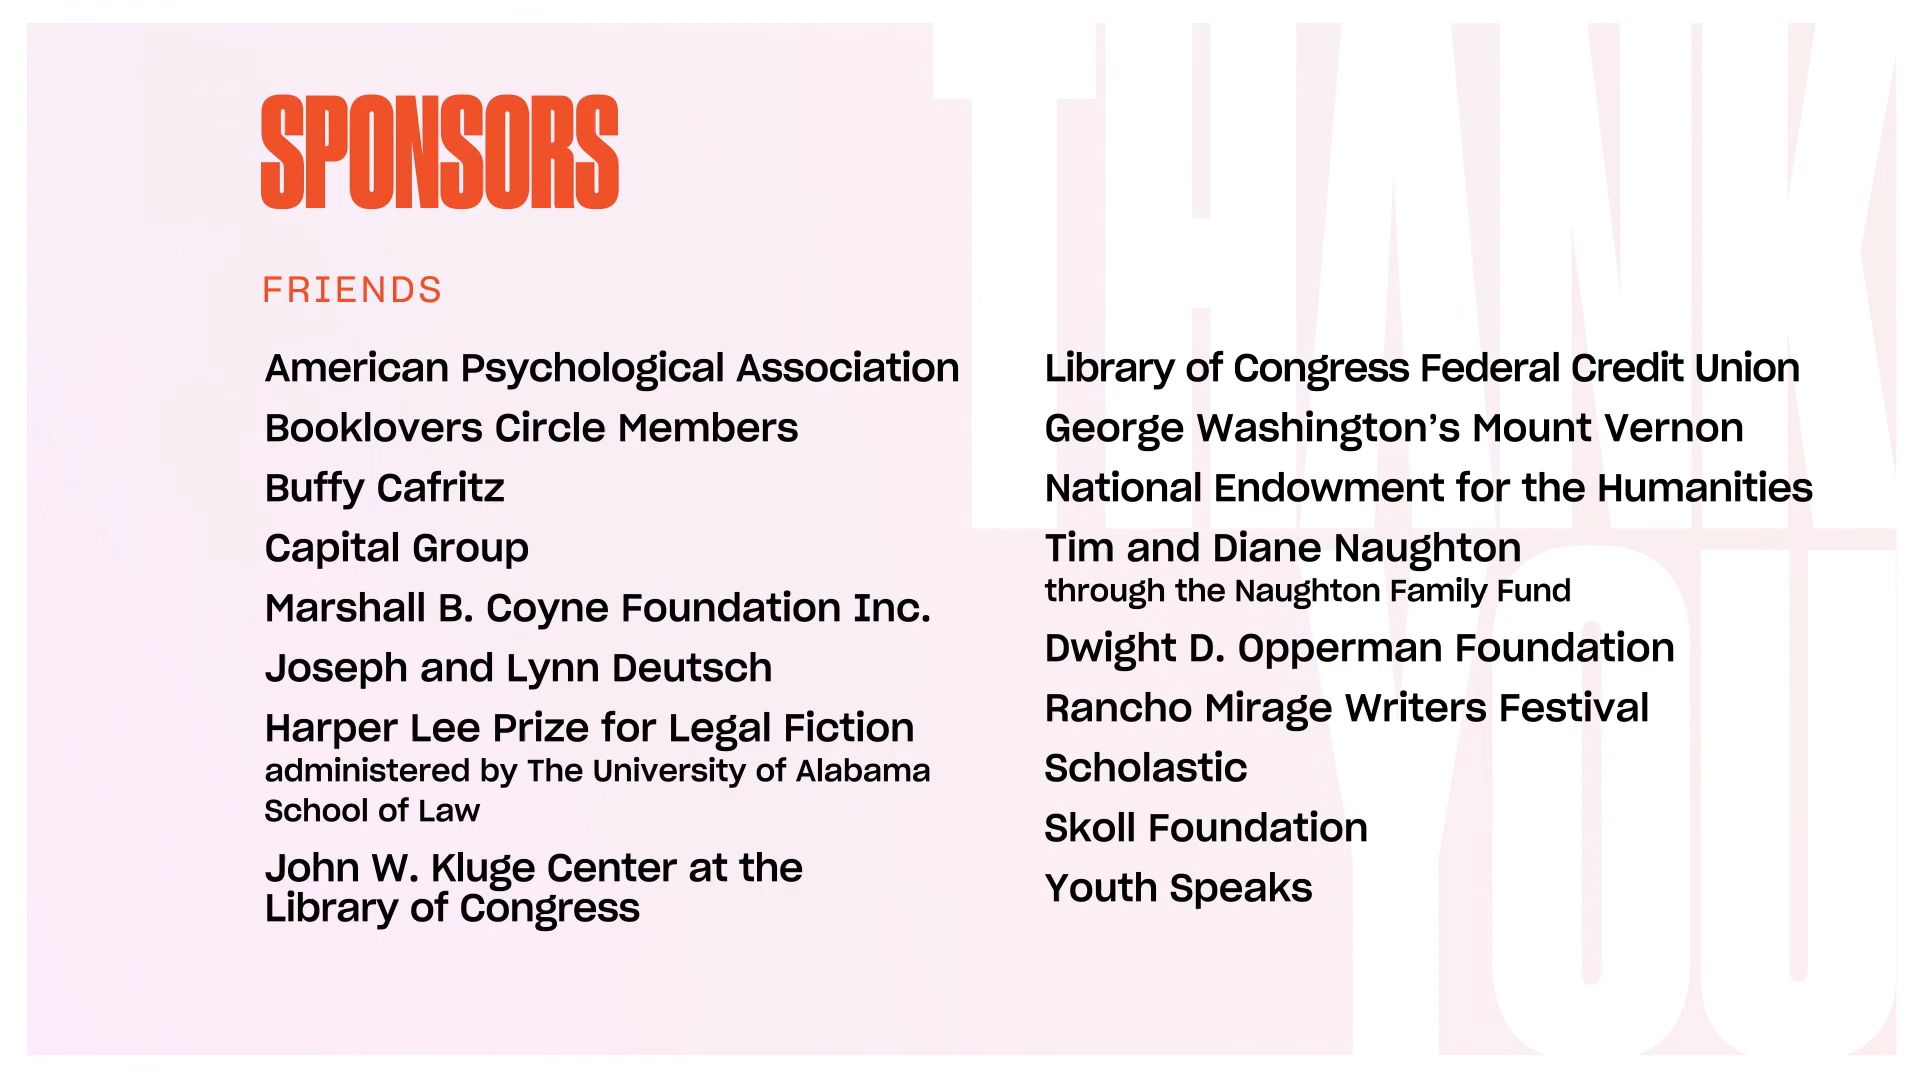 SPONSORS
THANK
YOU
FRIENDS
American Psychological Association
Booklovers Circle Members
Buffy Cafritz
Capital Group
Marshall B. Coyne Foundation Inc.
Joseph and Lynn Deutsch
Harper Lee Prize for Legal Fiction
administered by The University of Alabama
School of Law
John W. Kluge Center at the
Library of Congress
Library of Congress Federal Credit Union
George Washington’s Mount Vernon
National Endowment for the Humanities
Tim and Diane Naughton
through the Naughton Family Fund
Dwight D. Opperman Foundation
Rancho Mirage Writers Festival
Scholastic
Skoll Foundation
Youth Speaks